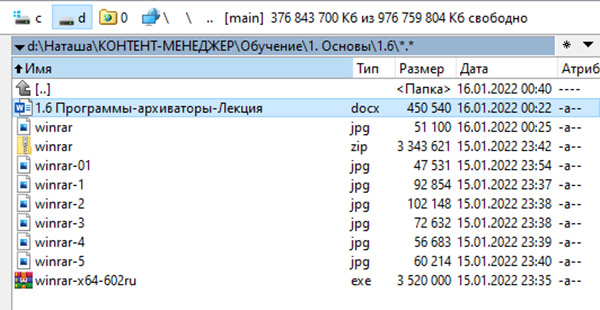 c d 0 \ \ .. [main] 376 843 700 Кб из 976 759 804 Кб свободно
d:\Наташа\КОНТЕНТ-МЕНЕДЖЕР\Обучение\1. Основы\1.6\*.* * ▼
Имя Тип Размер Дата Атриб
[..] <Папка> 16.01.2022 00:40 ----
1.6 Программы-архиваторы-Лекция docx 450 540 16.01.2022 00:22 -a--
winrar jpg 51 100 16.01.2022 00:25 -a--
winrar zip 3 343 621 15.01.2022 23:42 -a--
winrar-01 jpg 47 531 15.01.2022 23:54 -a--
winrar-1 jpg 92 854 15.01.2022 23:37 -a--
winrar-2 jpg 102 148 15.01.2022 23:38 -a--
winrar-3 jpg 72 632 15.01.2022 23:38 -a--
winrar-4 jpg 56 683 15.01.2022 23:39 -a--
winrar-5 jpg 60 214 15.01.2022 23:40 -a--
winrar-x64-602ru exe 3 520 000 15.01.2022 23:35 -a--